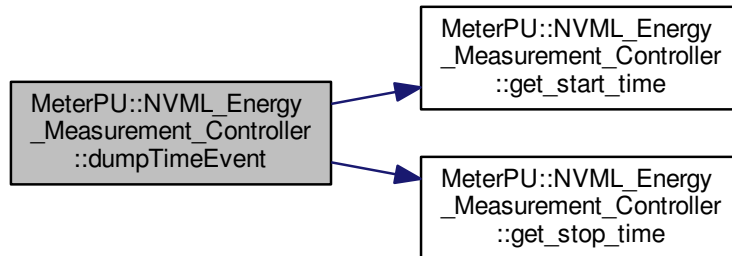 MeterPU::NVML_Energy
_Measurement_Controller
::dumpTimeEvent
MeterPU::NVML_Energy
_Measurement_Controller
::get_start_time
MeterPU::NVML_Energy
_Measurement_Controller
::get_stop_time